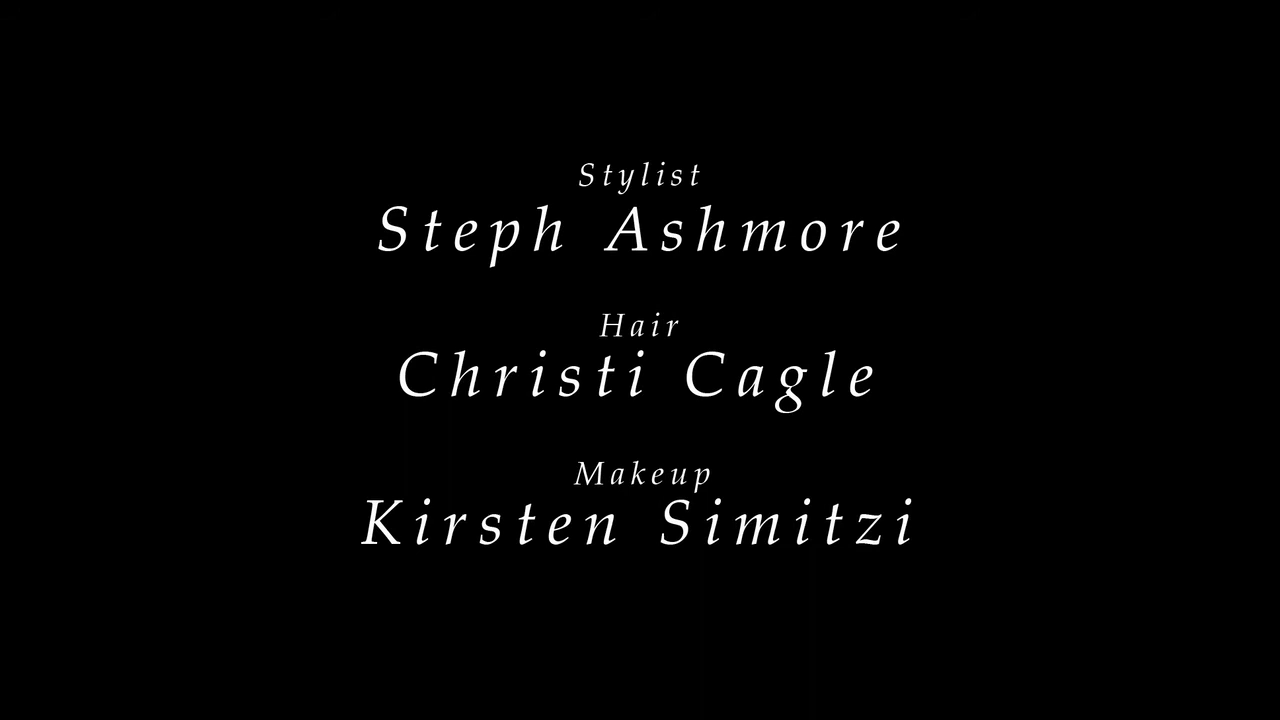 Stylist
Steph Ashmore
Hair
Christi Cagle
Makeup
Kirsten Simitzi